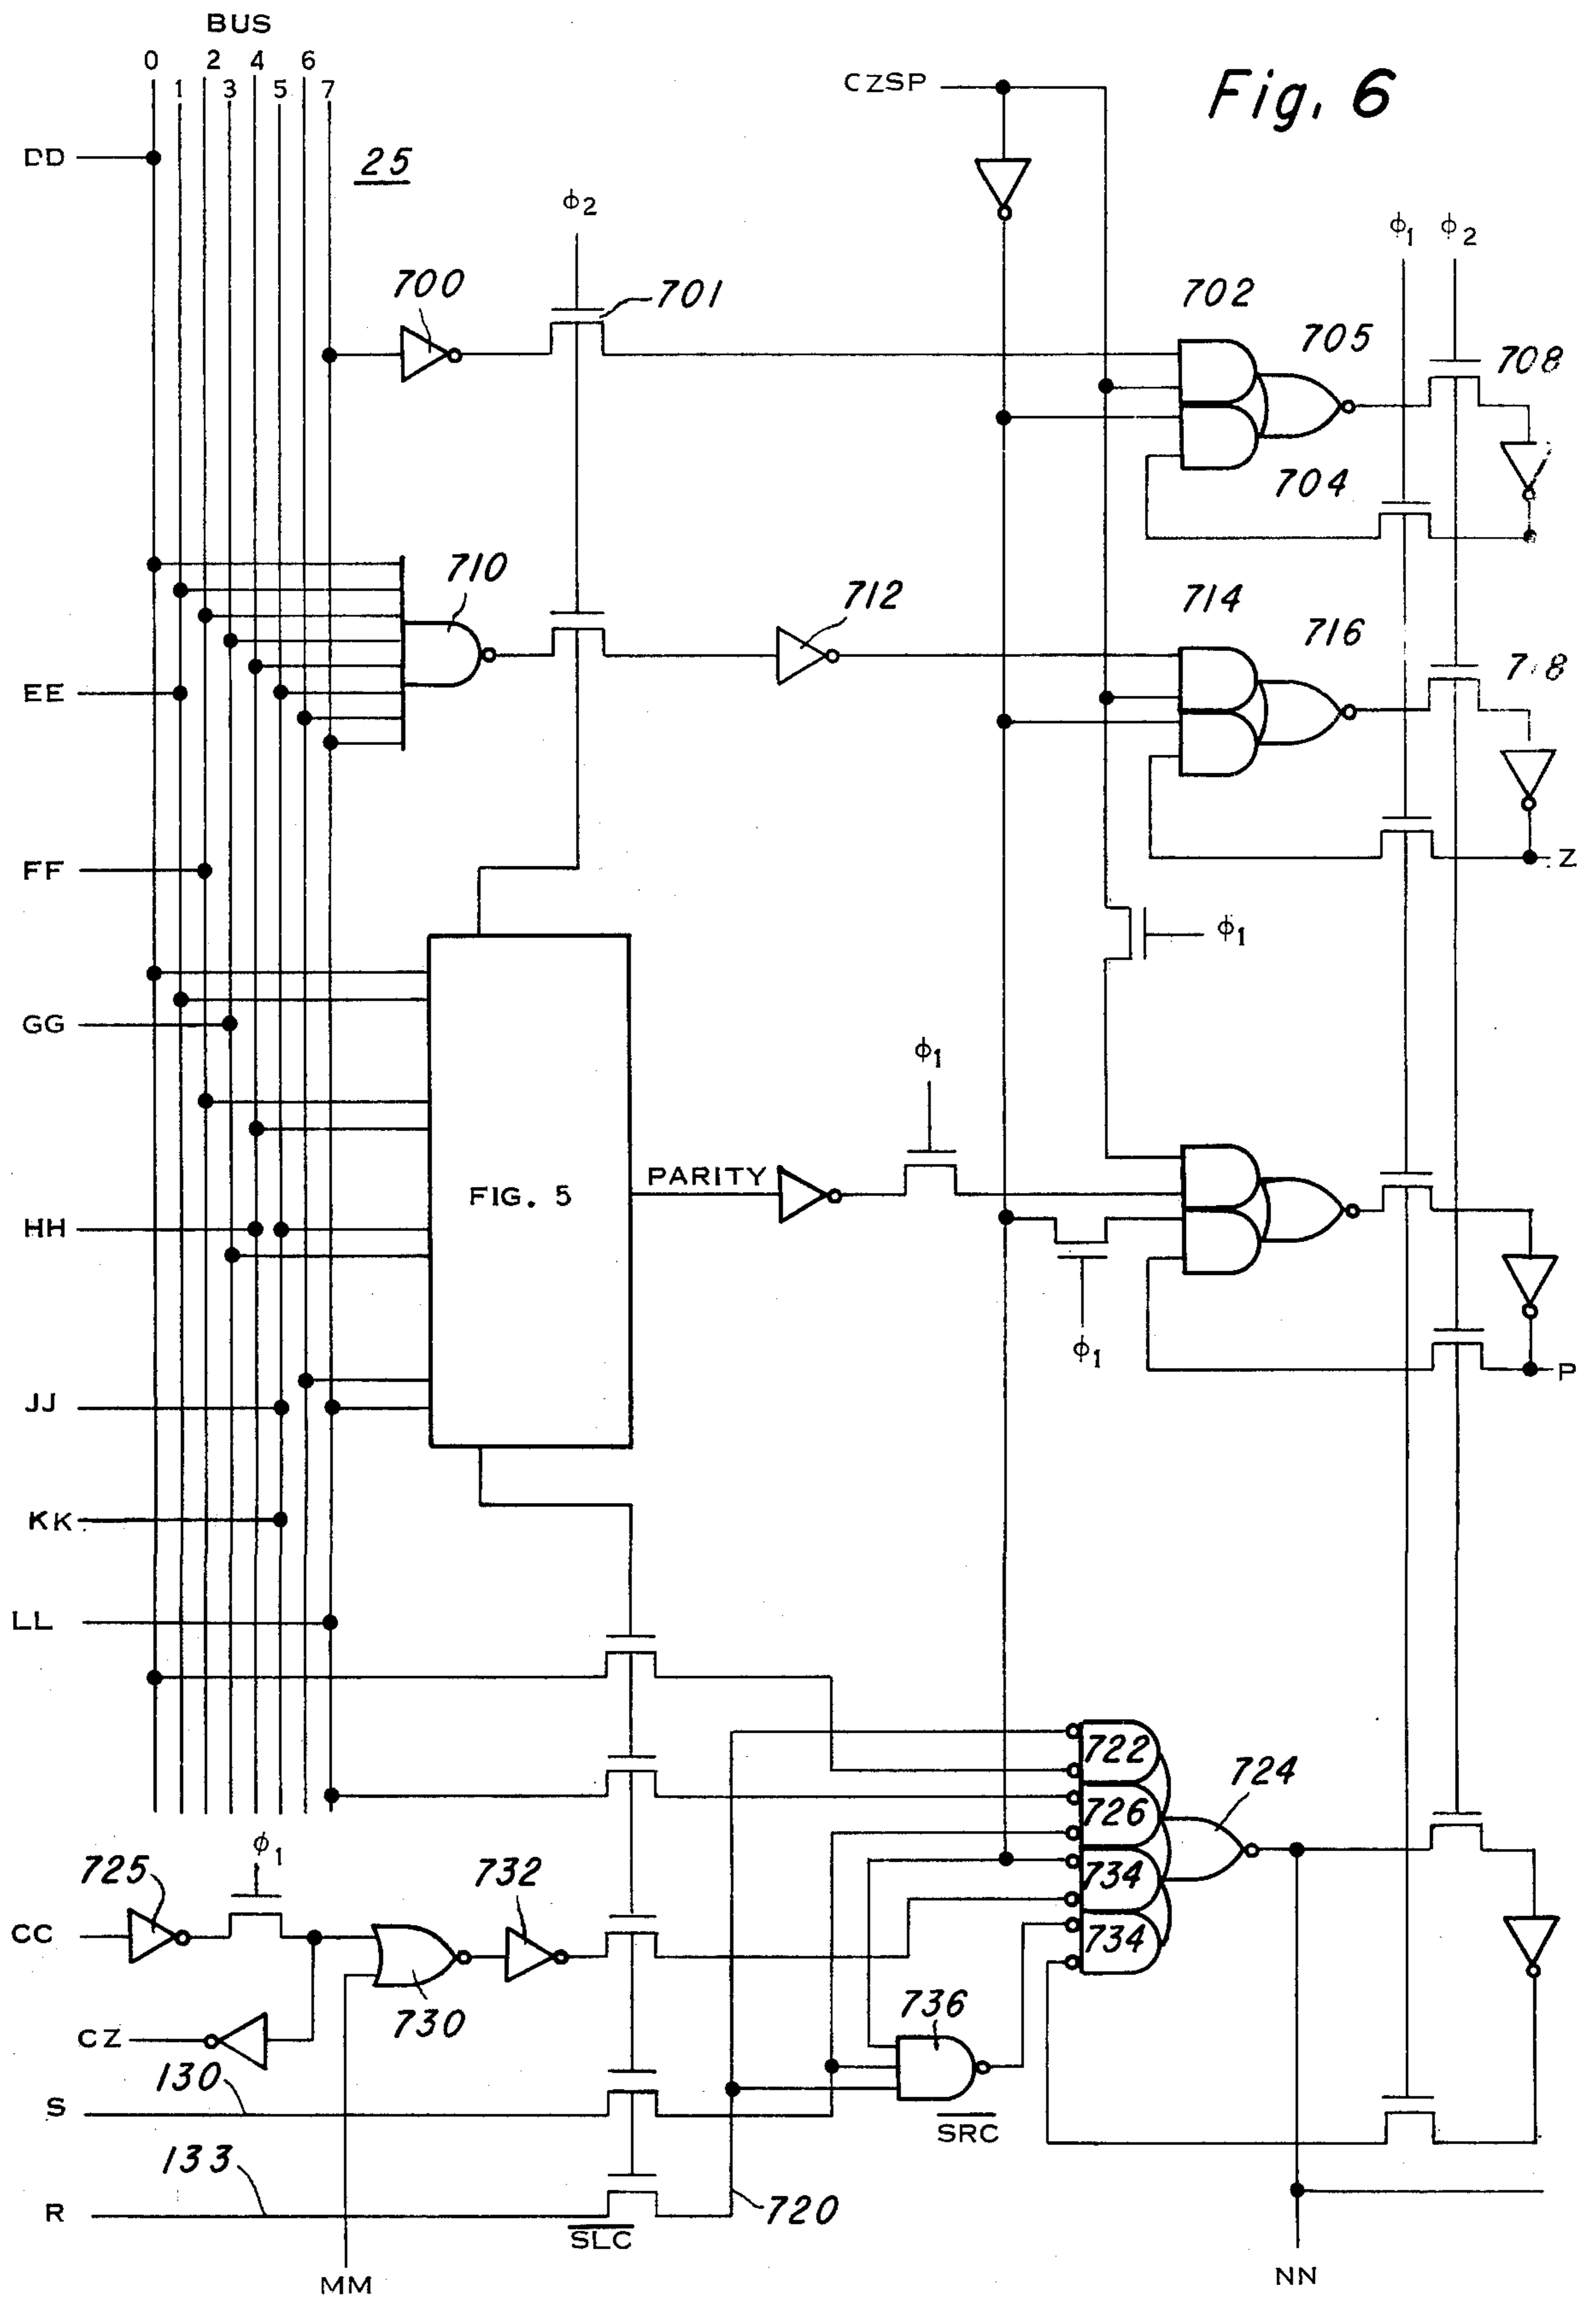 BUS
0 2 4 6
1 3 5 7
CZSP
Fig. 6
DD
25
ϕ2
ϕ1 ϕ2
700
701
702
705
708
704
710
712
714
716
EE
Z
FF
ϕ1
GG
ϕ1
PARITY
FIG. 5
HH
ϕ1
P
JJ
KK
LL
722
724
726
ϕ1
725
732
734
CC
734
736
730
CZ
130
S
SRC
133
R
720
SLC
MM
NN